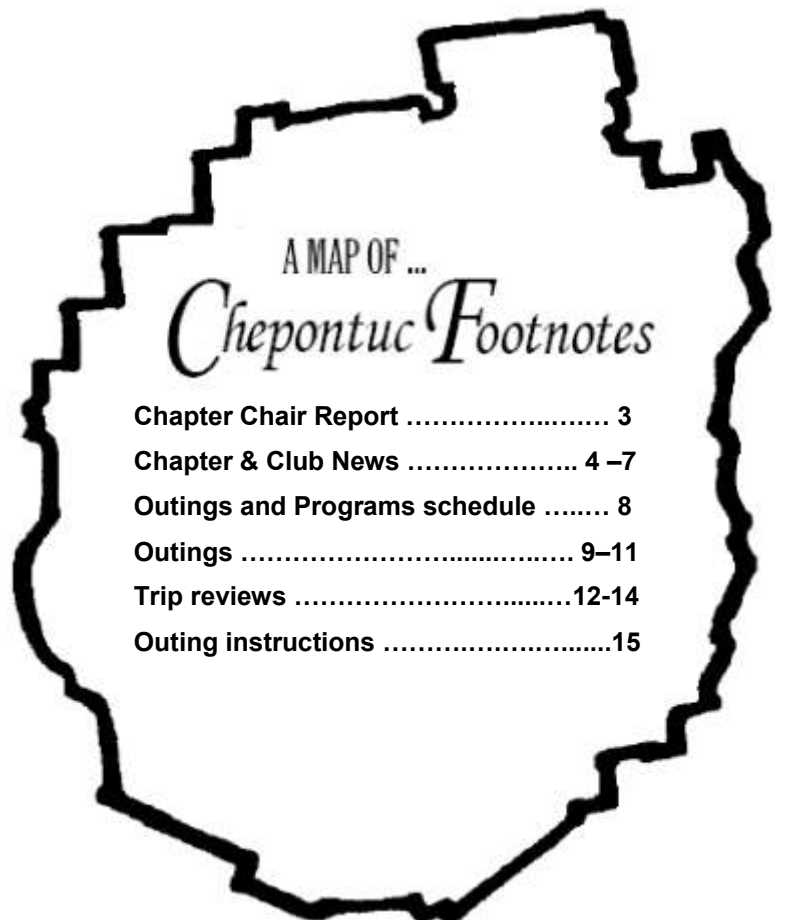 A MAP OF ...
Chepontuc Footnotes
Chapter Chair Report …….………..….… 3
Chapter & Club News ……………….. 4 –7
Outings and Programs schedule …..… 8
Outings …………………….......…..…. 9–11
Trip reviews …………………….....…12-14
Outing instructions ……….….….….......15